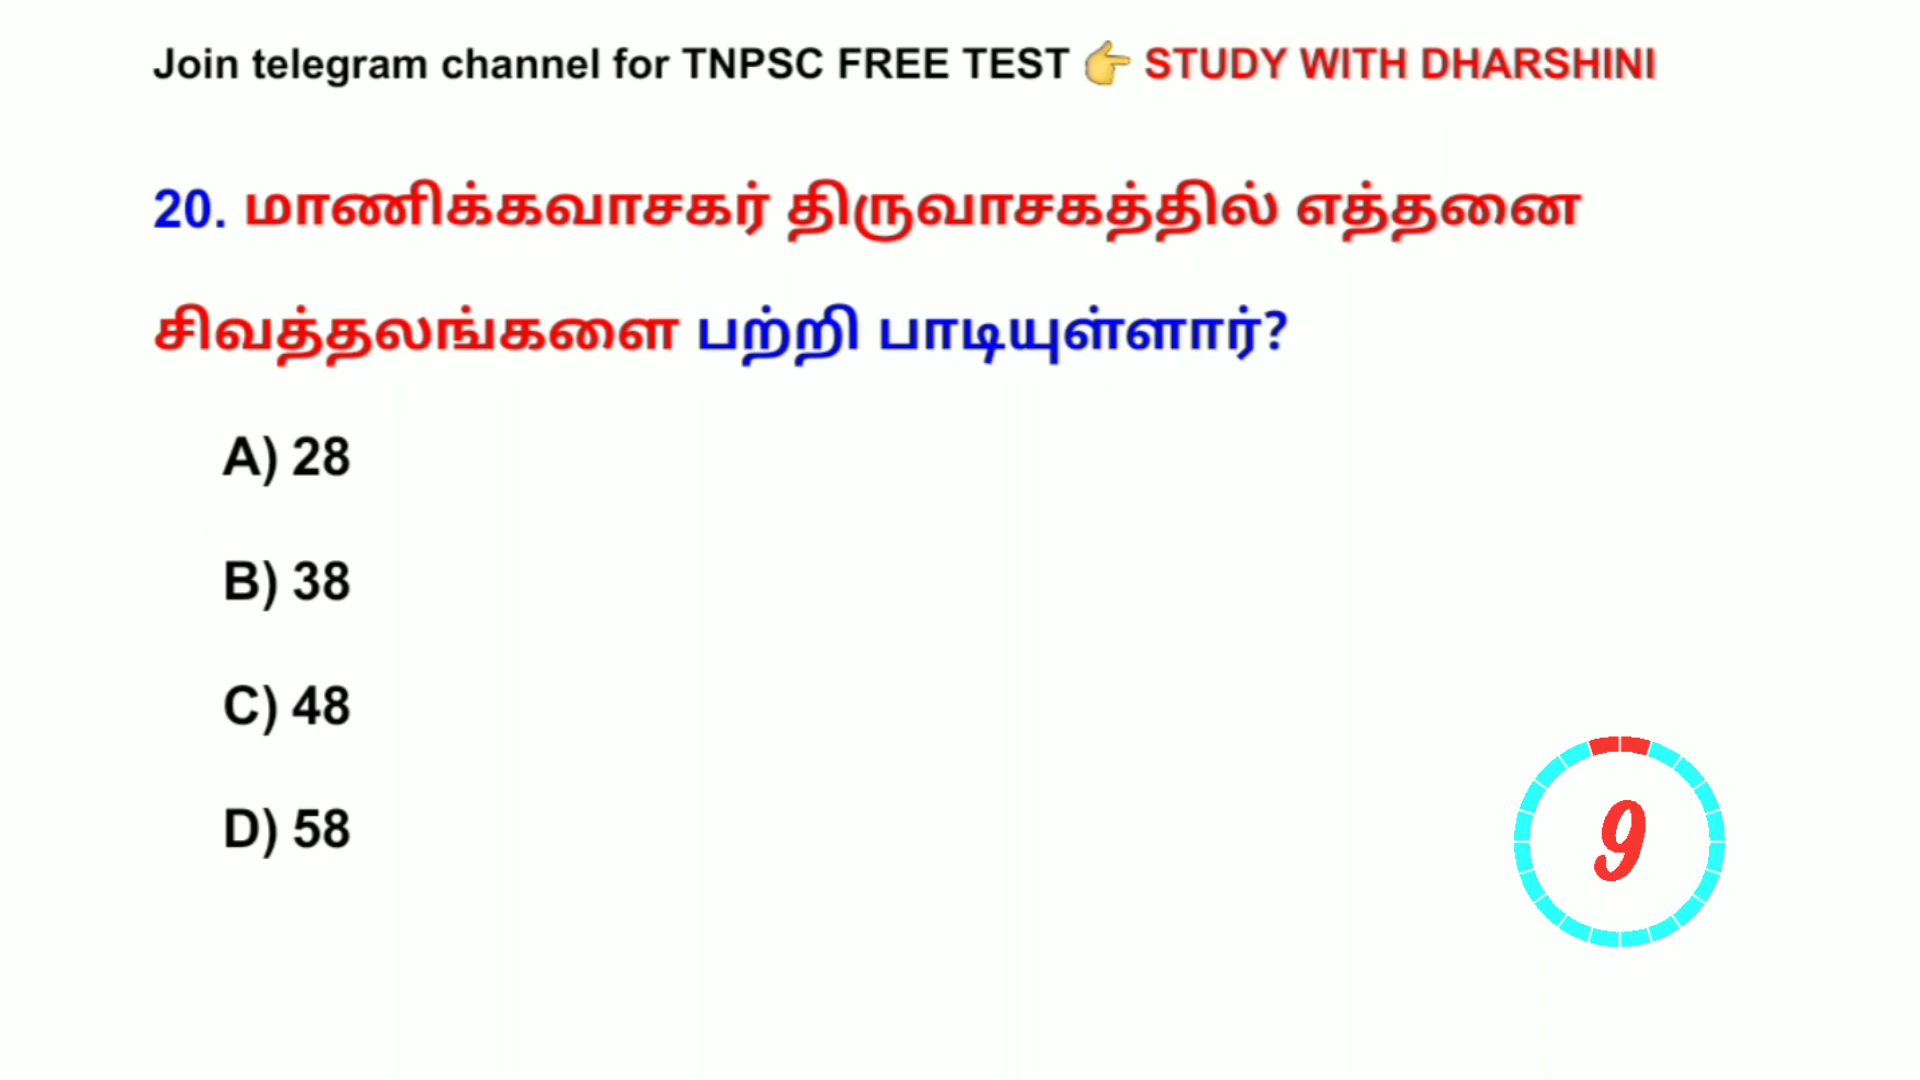 Join telegram channel for TNPSC FREE TEST 👉 STUDY WITH DHARSHINI
20. மாணிக்கவாசகர் திருவாசகத்தில் எத்தனை
சிவத்தலங்களை பற்றி பாடியுள்ளார்?
A) 28
B) 38
C) 48
D) 58
9